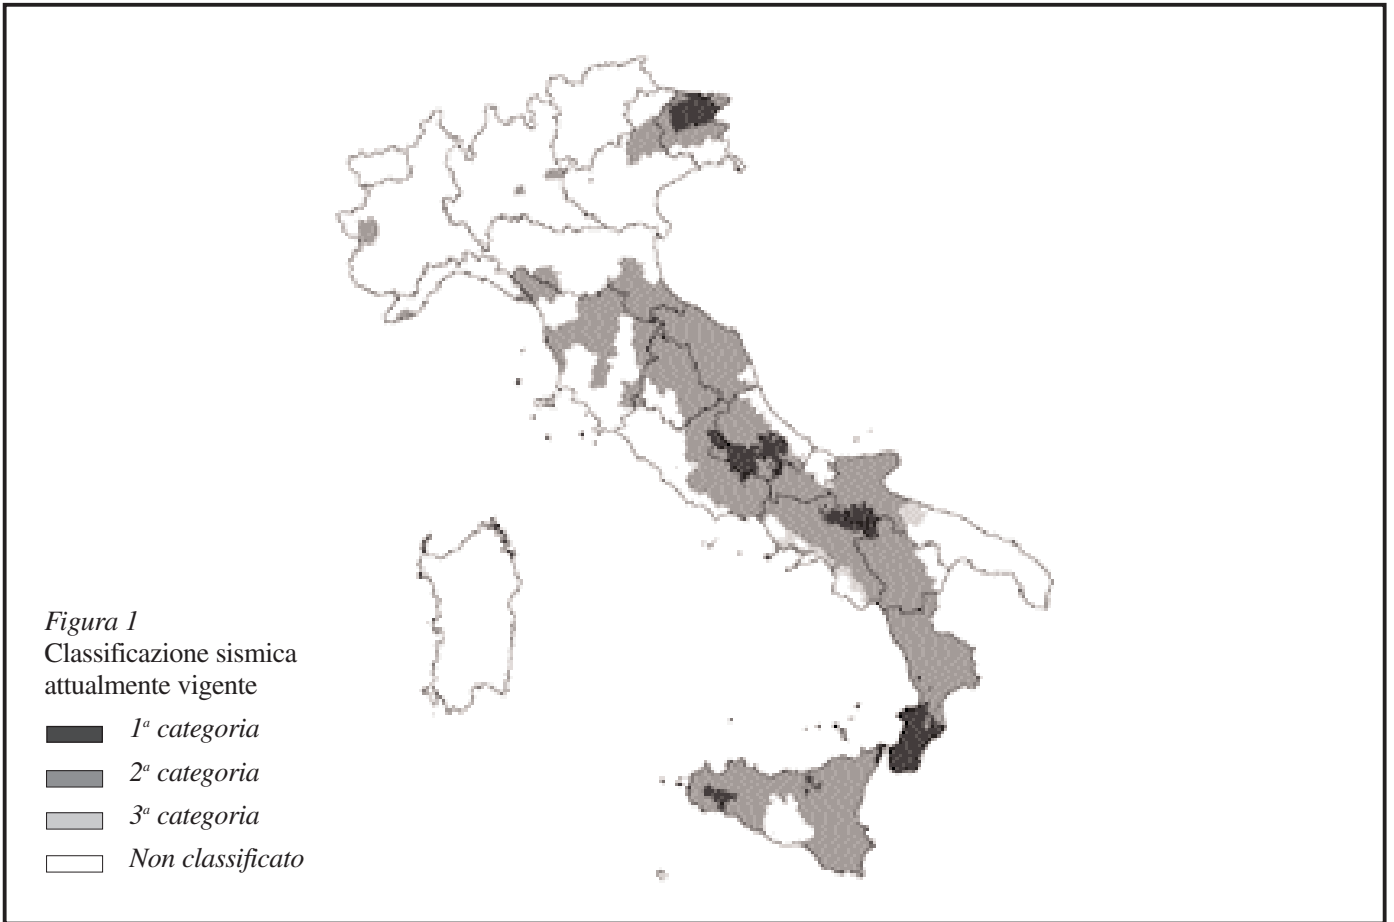 Figura 1
Classificazione sismica
attualmente vigente
1ª categoria
2ª categoria
3ª categoria
Non classificato